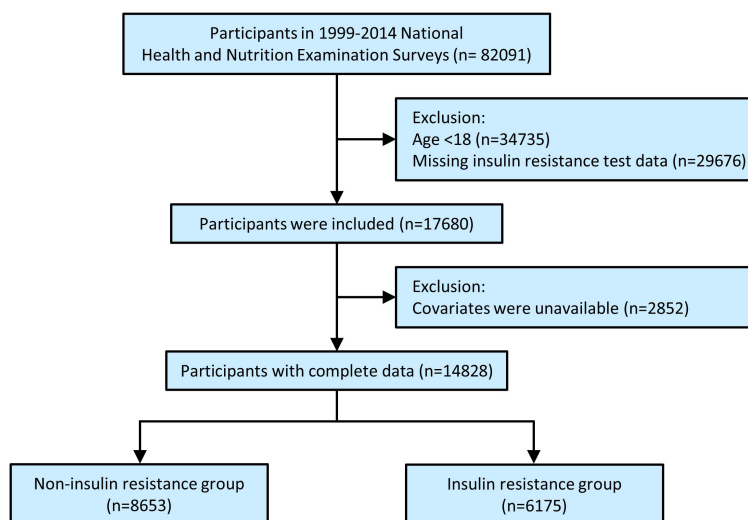 Participants in 1999-2014 National
Health and Nutrition Examination Surveys (n= 82091)
Exclusion:
Age <18 (n=34735)
Missing insulin resistance test data (n=29676)
Participants were included (n=17680)
Exclusion:
Covariates were unavailable (n=2852)
Participants with complete data (n=14828)
Non-insulin resistance group
(n=8653)
Insulin resistance group
(n=6175)